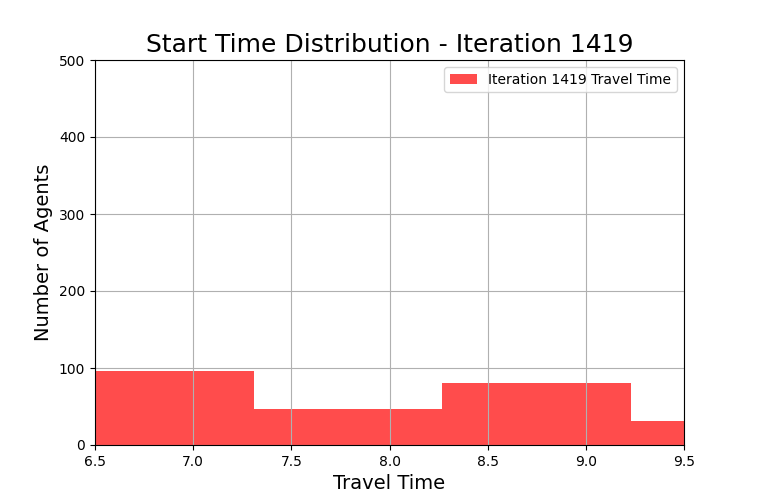 Start Time Distribution - Iteration 1419
Iteration 1419 Travel Time
Number of Agents
500
400
300
200
100
0
6.5 7.0 7.5 8.0 8.5 9.0 9.5
Travel Time